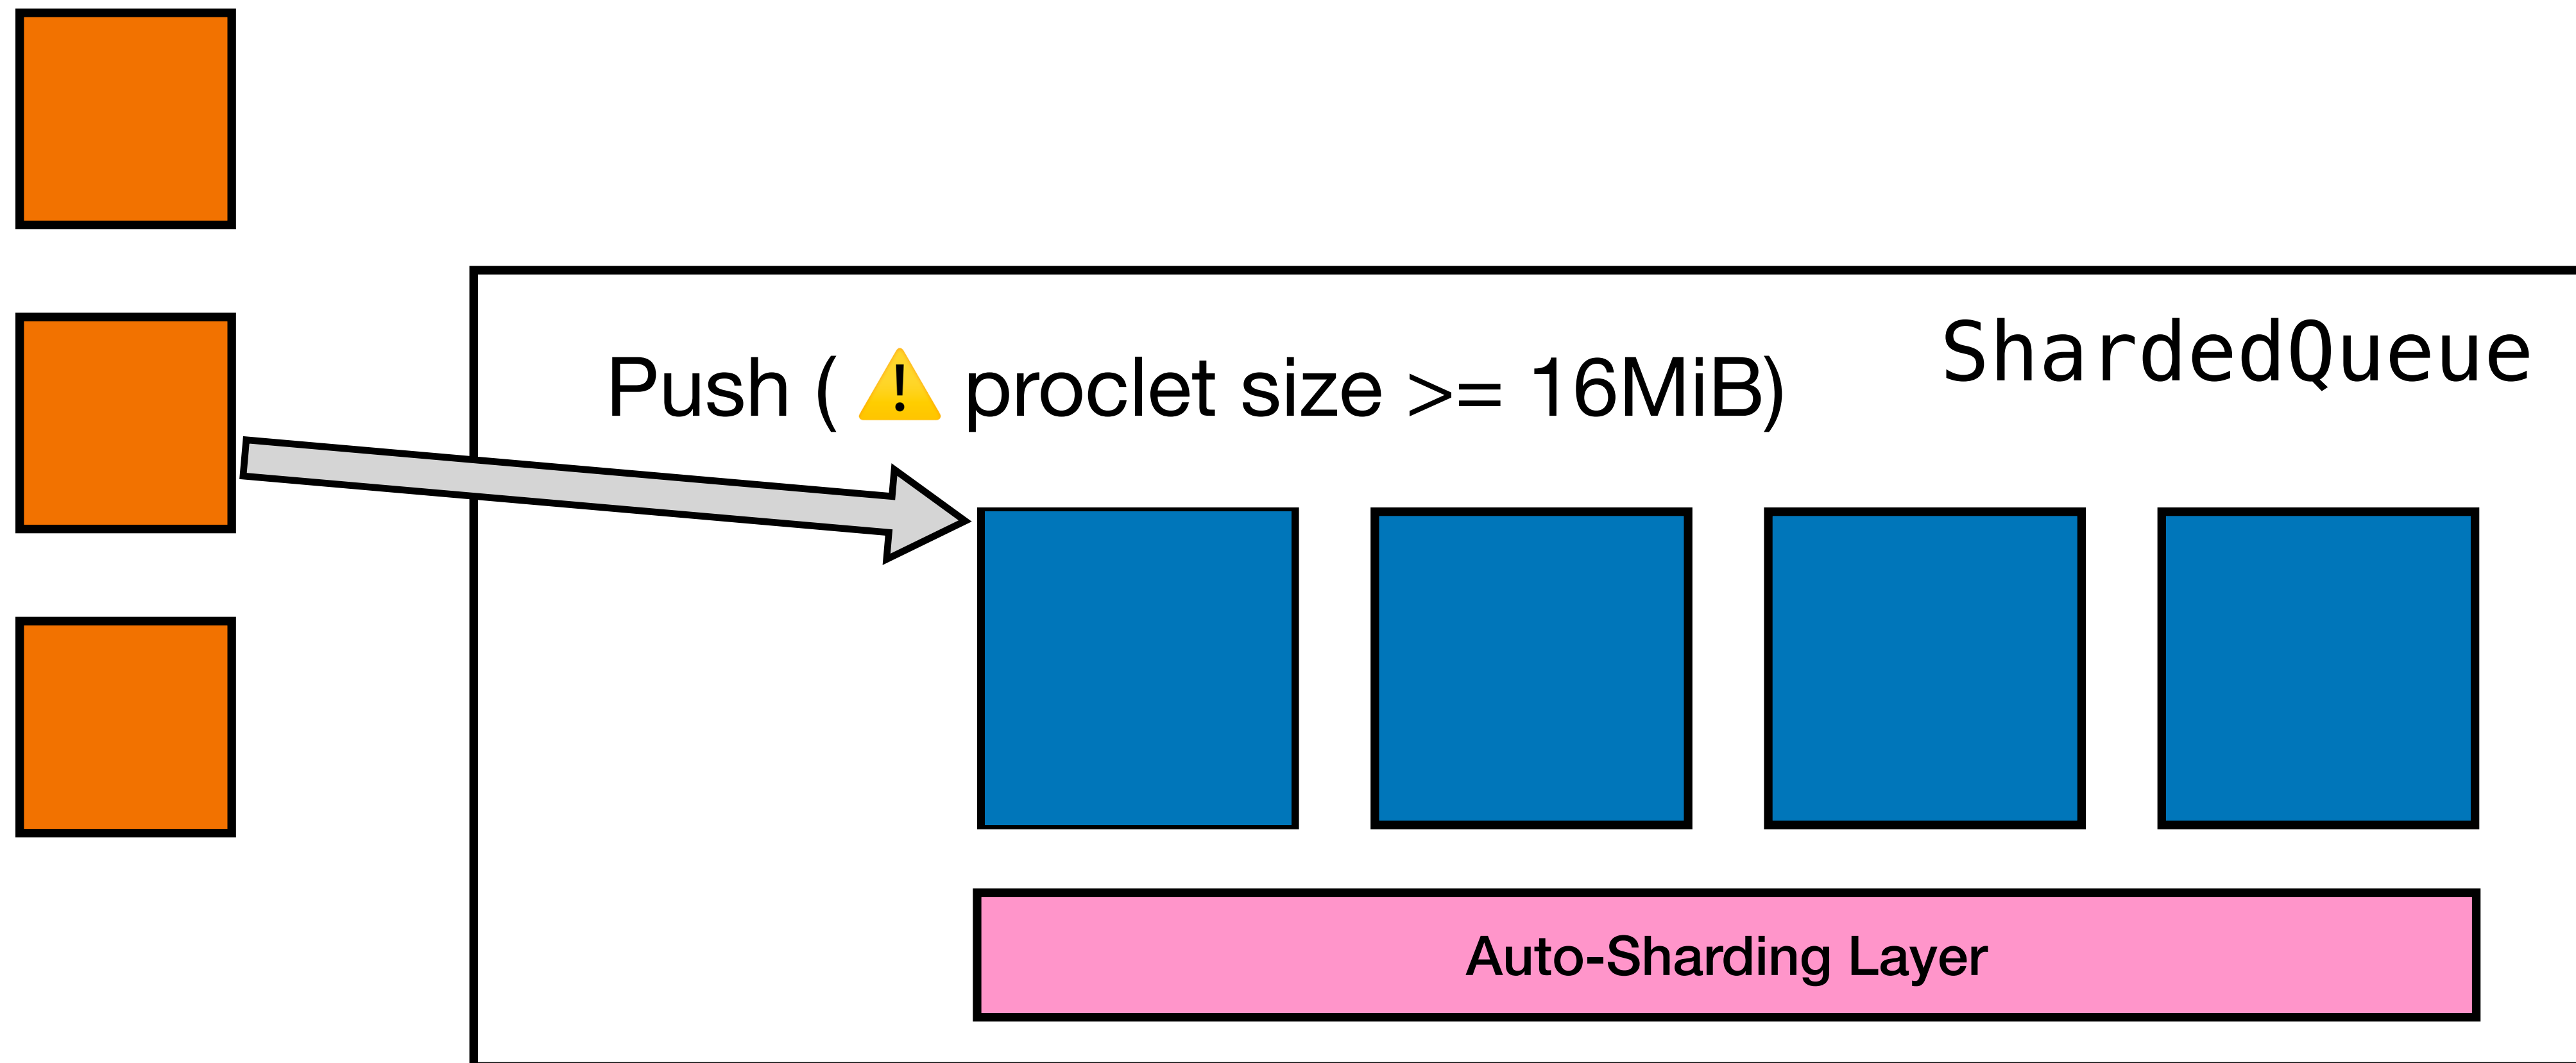 ShardedQueue
Push ( ⚠️ proclet size >= 16MiB)
Auto-Sharding Layer